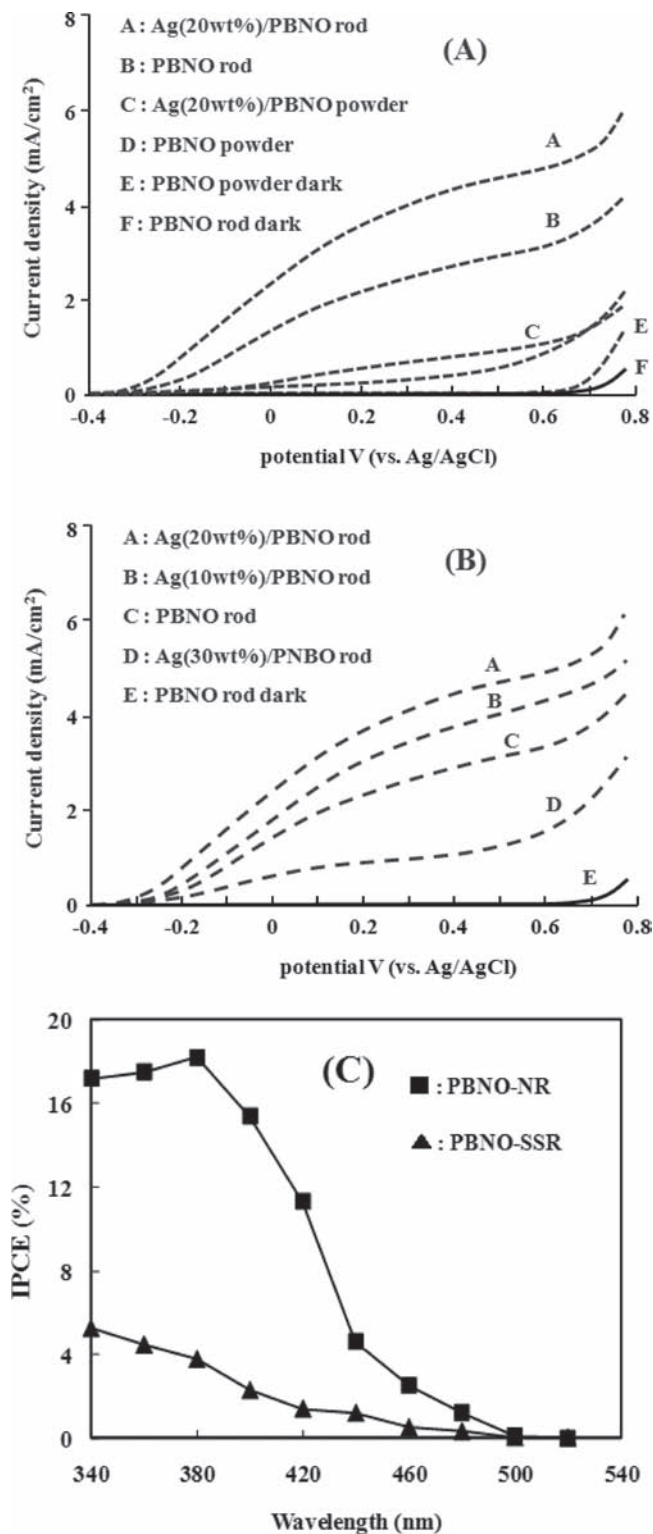 8
A : Ag(20wt%)/PBNO rod
(A)
B : PBNO rod
C : Ag(20wt%)/PBNO powder
6
D : PBNO powder
A
E : PBNO powder dark
F : PBNO rod dark
4
B
2
C
E
F
0
-0.4 -0.2 0 0.2 0.4 0.6 0.8
Current density (mA/cm²)
potential V (vs. Ag/AgCl)
8
A : Ag(20wt%)/PBNO rod
(B)
B : Ag(10wt%)/PBNO rod
C : PBNO rod
6
D : Ag(30wt%)/PNBO rod
A
E : PBNO rod dark
B
4
C
2
D
E
0
-0.4 -0.2 0 0.2 0.4 0.6 0.8
Current density (mA/cm²)
potential V (vs. Ag/AgCl)
20
(C)
: PBNO-NR
16
: PBNO-SSR
12
8
4
0
340 380 420 460 500 540
IPCE (%)
Wavelength (nm)